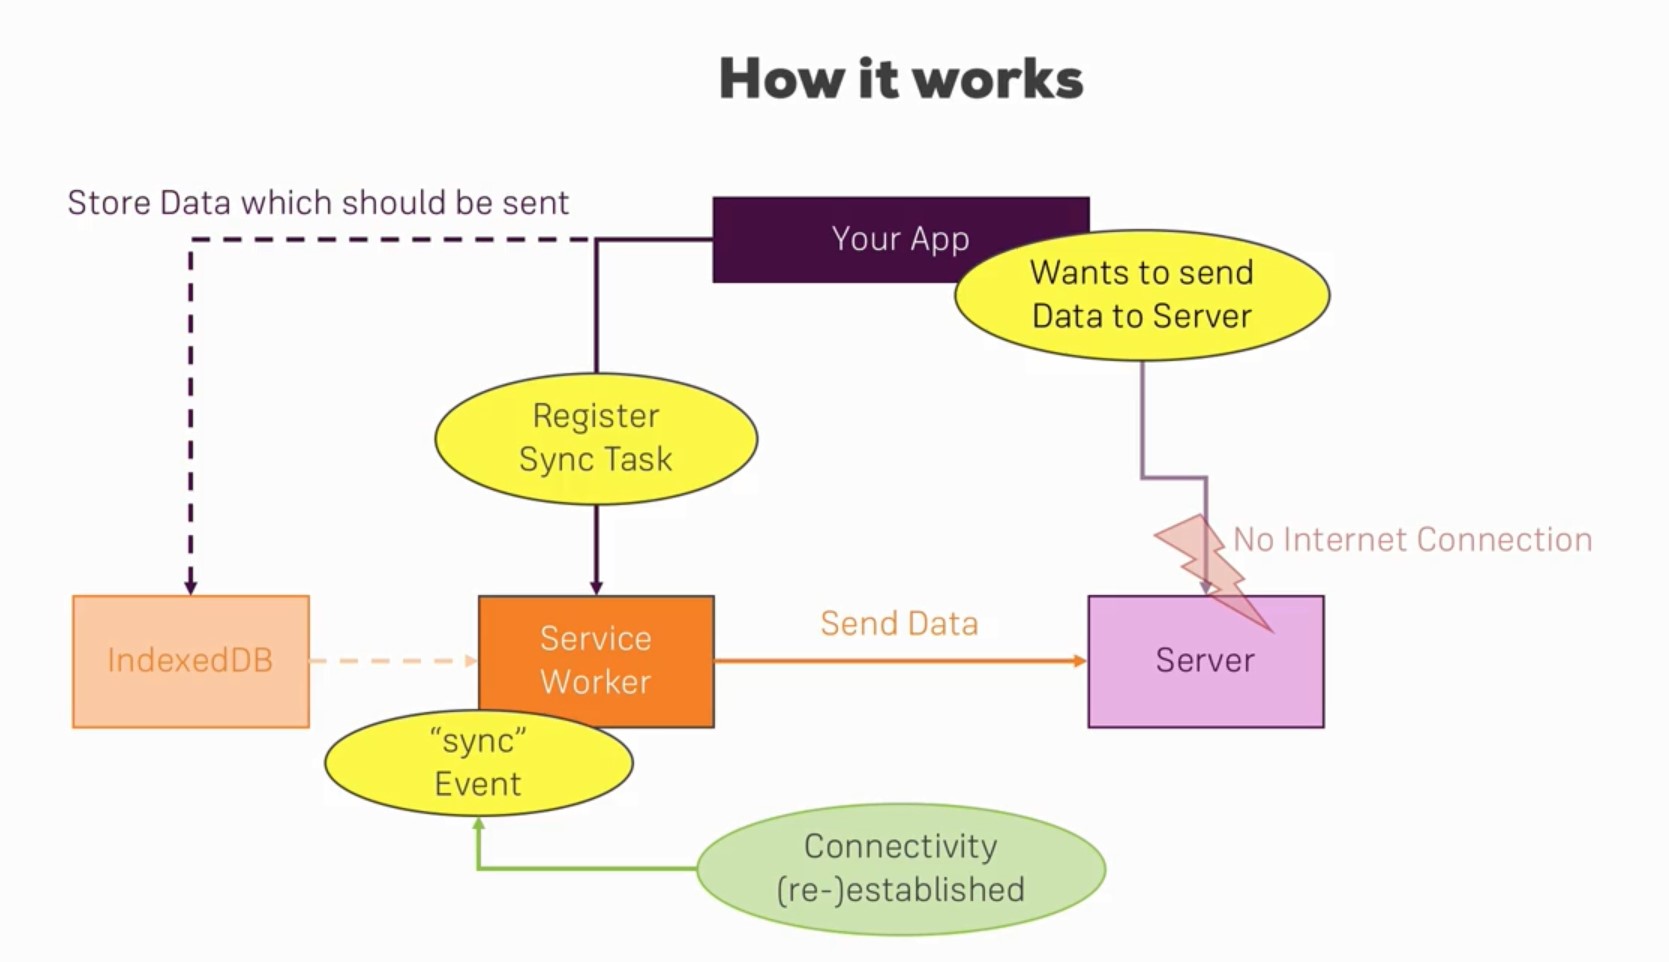 How it works
Store Data which should be sent
Your App
Wants to send
Data to Server
Register
Sync Task
No Internet Connection
IndexedDB
Service
Worker
Send Data
Server
“sync”
Event
Connectivity
(re-)established